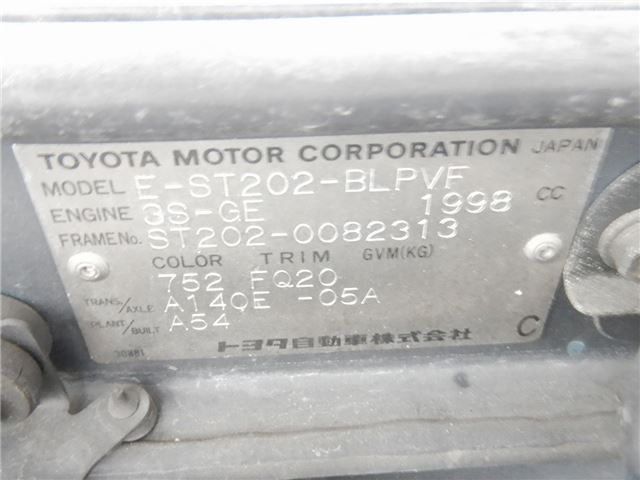 TOYOTA MOTOR CORPORATION JAPAN
MODEL E-ST202-BLPVF
ENGINE 3S-GE 1998 CC
FRAME No. ST202-0082313
COLOR TRIM GVM(KG)
752 FQ20
TRANS./AXLE A140E -05A
PLANT/BUILT A54
トヨタ自動車株式会社 C